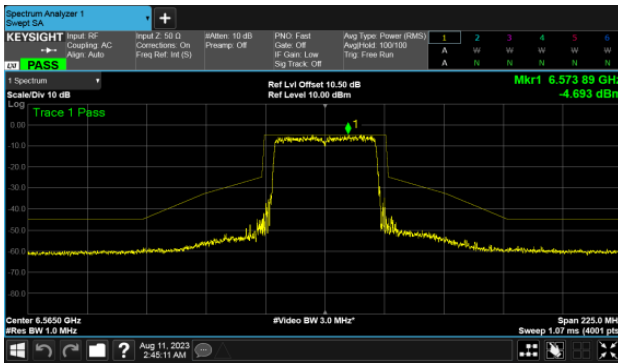 Spectrum Analyzer 1
Swept SA
+
KEYSIGHT
Input: RF
Coupling: AC
Align: Auto
Input Z: 50 Ω
Corrections: On
Freq Ref: Int (S)
#Atten: 10 dB
Preamp: Off
PNO: Fast
Gate: Off
IF Gain: Low
Sig Track: Off
Avg Type: Power (RMS)
Avg|Hold: 100/100
Trig: Free Run
1 2 3 4 5 6
A W W W W W
A N N N N N
LXI PASS
1 Spectrum
Scale/Div 10 dB
Ref Lvl Offset 10.50 dB
Ref Level 10.00 dBm
Mkr1 6.573 89 GHz
-4.693 dBm
Log
Trace 1 Pass
1
0.00
-10.0
-20.0
-30.0
-40.0
-50.0
-60.0
-70.0
-80.0
Center 6.5650 GHz
#Res BW 1.0 MHz
#Video BW 3.0 MHz*
Span 225.0 MHz
Sweep 1.07 ms (4001 pts)
?
Aug 11, 2023
2:45:11 AM